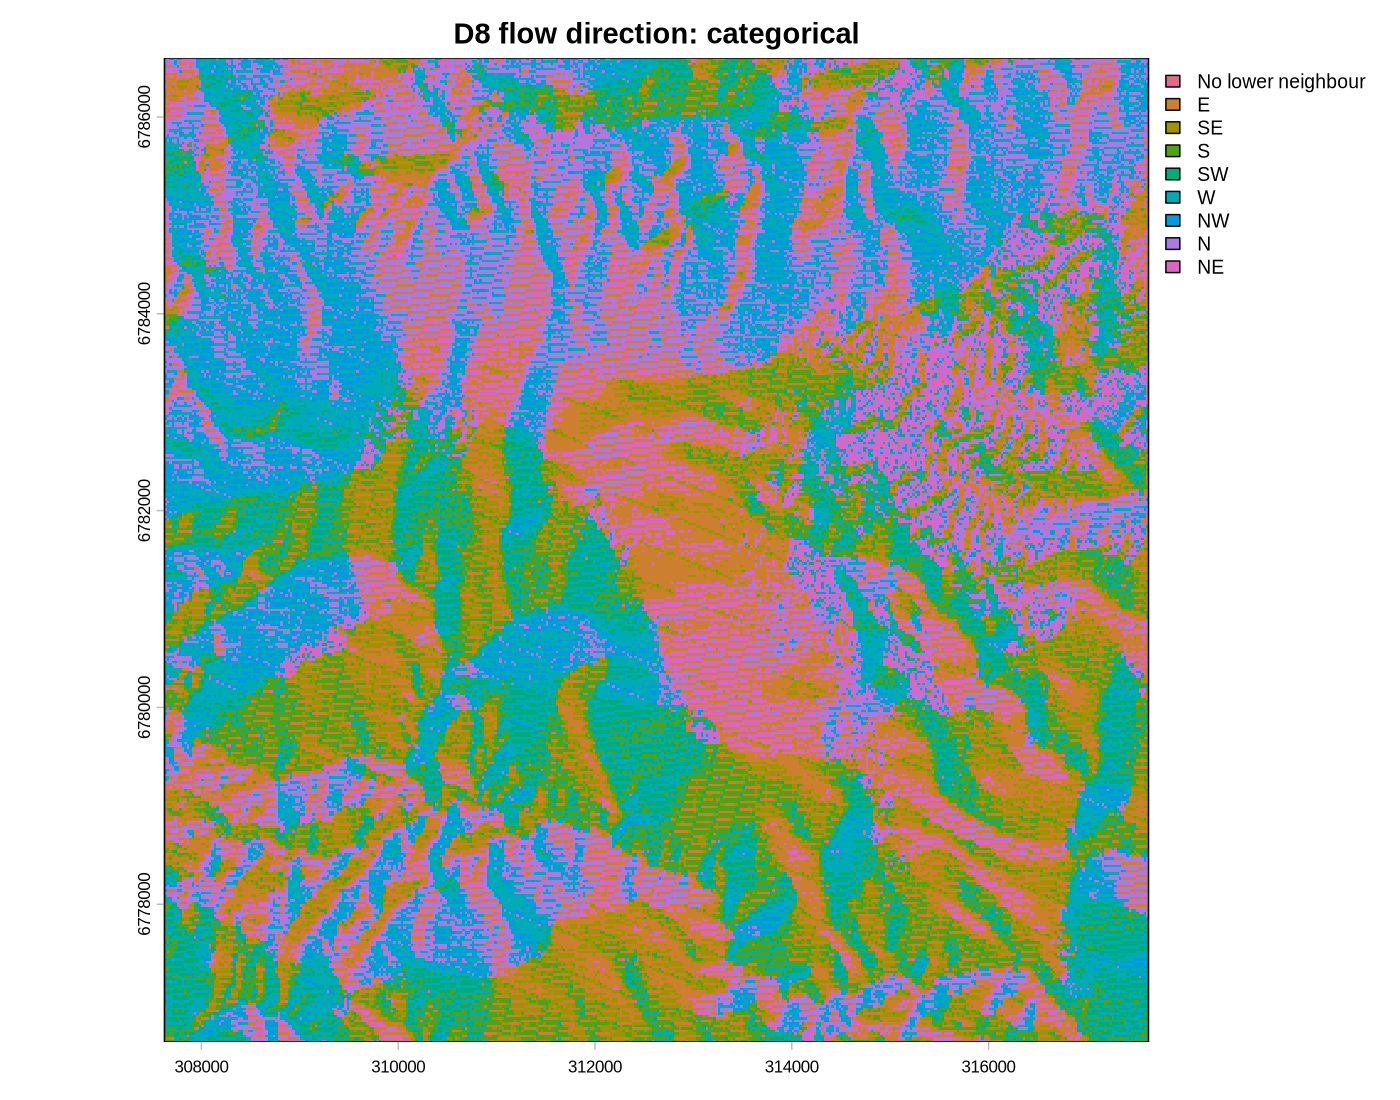 D8 flow direction: categorical
No lower neighbour
E
SE
S
SW
W
NW
N
NE
6786000
6784000
6782000
6780000
6778000
308000
310000
312000
314000
316000